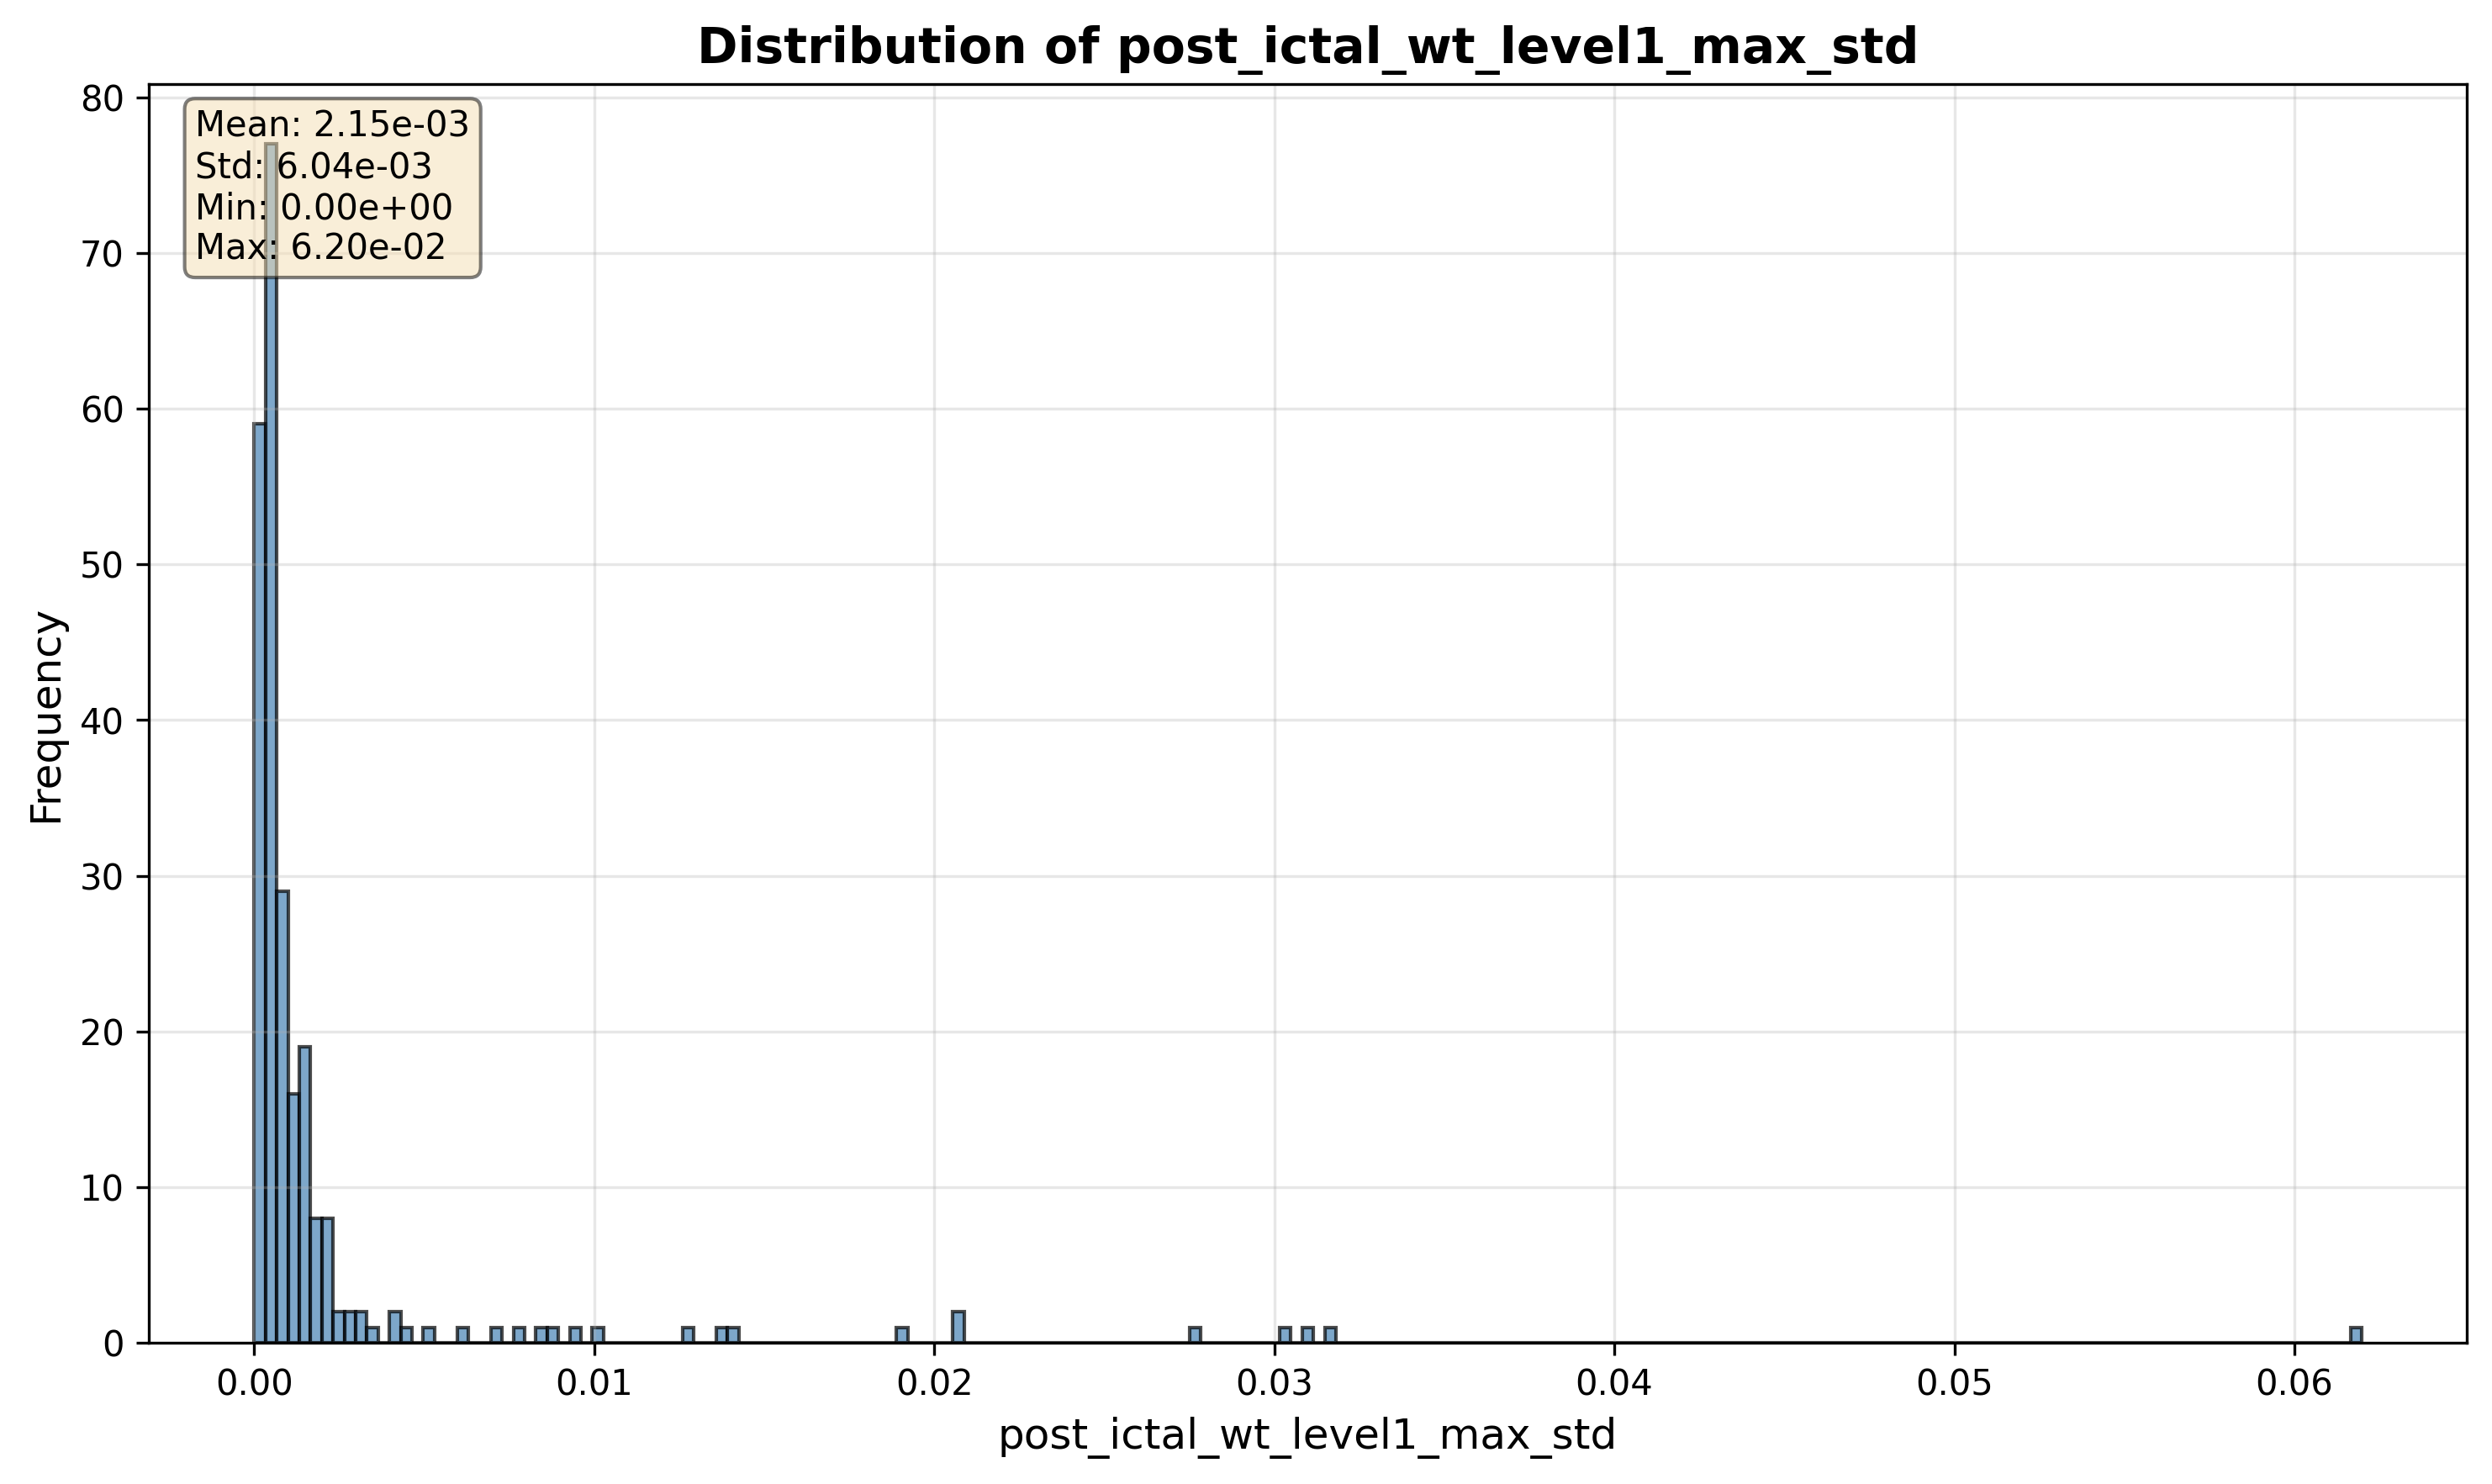 Distribution of post_ictal_wt_level1_max_std
Mean: 2.15e-03
Std: 6.04e-03
Min: 0.00e+00
Max: 6.20e-02
80
70
60
50
40
30
20
10
0
Frequency
0.00 0.01 0.02 0.03 0.04 0.05 0.06
post_ictal_wt_level1_max_std